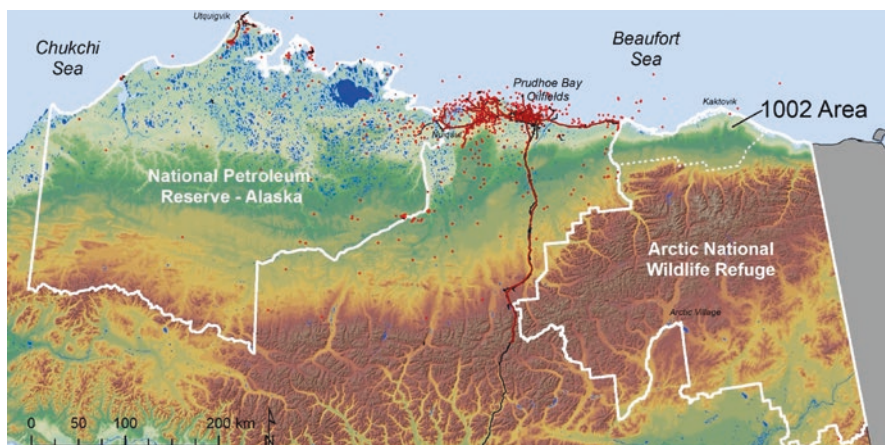 Utqiagvik
Chukchi
Sea
Beaufort
Sea
Prudhoe Bay
Oilfields
Kaktovik
1002 Area
Nuiqsut
National Petroleum
Reserve - Alaska
Arctic National
Wildlife Refuge
Arctic Village
0 50 100 200 km
N